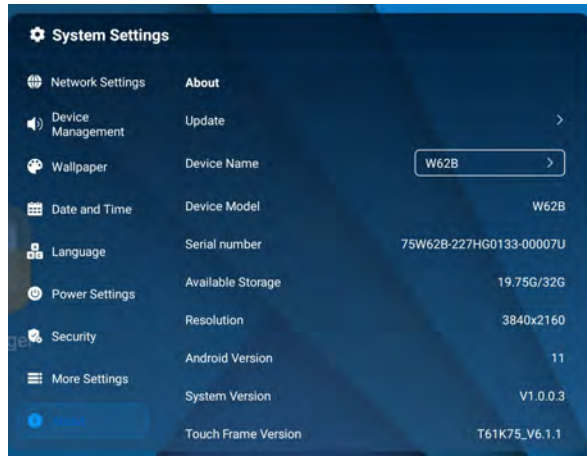 System Settings
Network Settings
About
Device
Management
Update
Wallpaper
Device Name
W62B
Date and Time
Device Model
W62B
Language
Serial number
75W62B-227HG0133-00007U
Power Settings
Available Storage
19.75G/32G
Security
Resolution
3840x2160
More Settings
Android Version
11
System Version
V1.0.0.3
Touch Frame Version
T61K75_V6.1.1